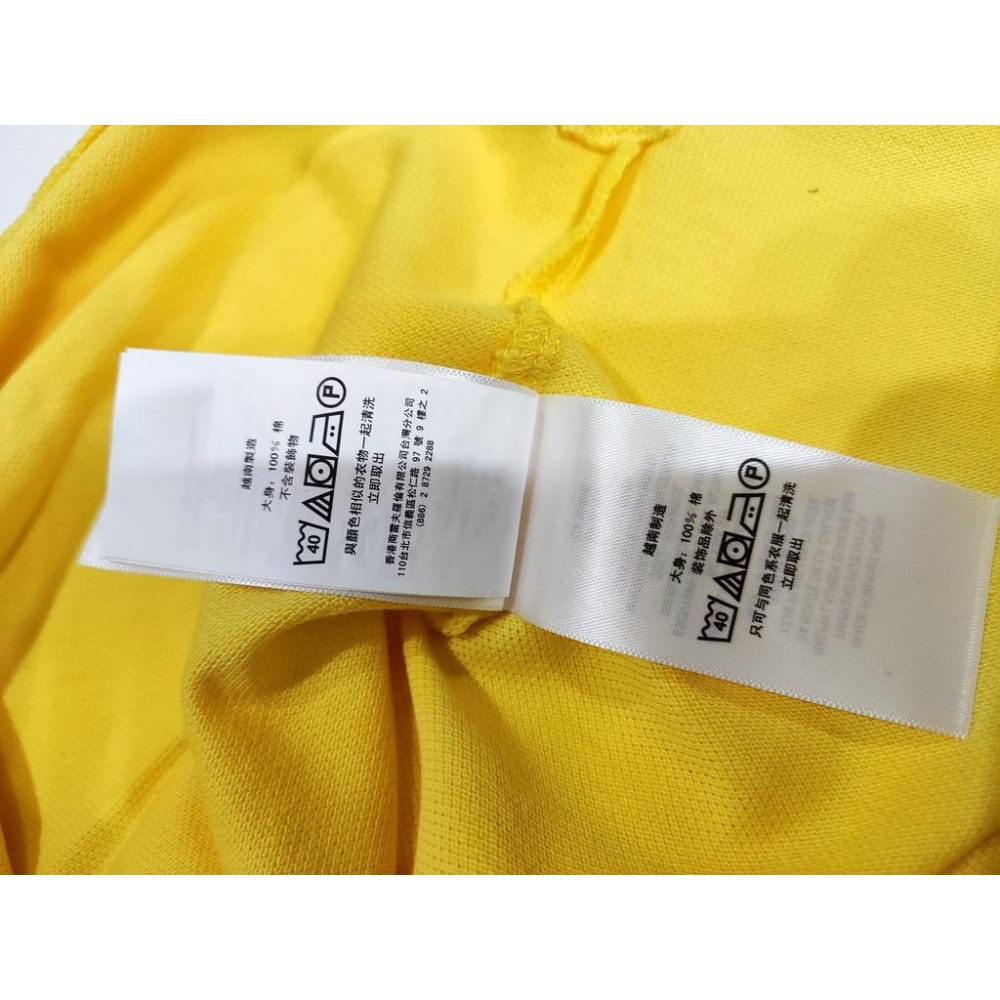 越南製造
大身：100% 棉
不含裝飾物
40
P
與顏色相似的衣物一起清洗
立即取出
香港商雷夫羅倫有限公司台灣分公司
110台北市信義區松仁路 97 號 9 樓之 2
(886) 2 8729 2288
越南制造
大身：100% 棉
装饰品除外
40
P
只可与同色系衣服一起清洗
立即取出